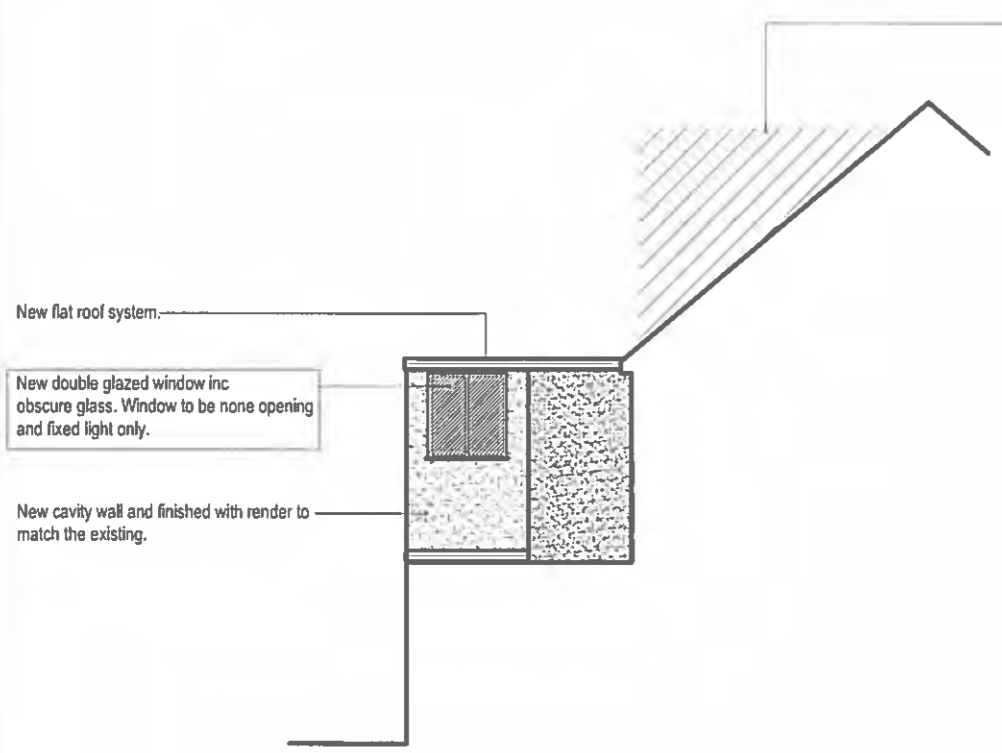 New flat roof system.
New double glazed window inc
obscure glass. Window to be none opening
and fixed light only.
New cavity wall and finished with render to
match the existing.